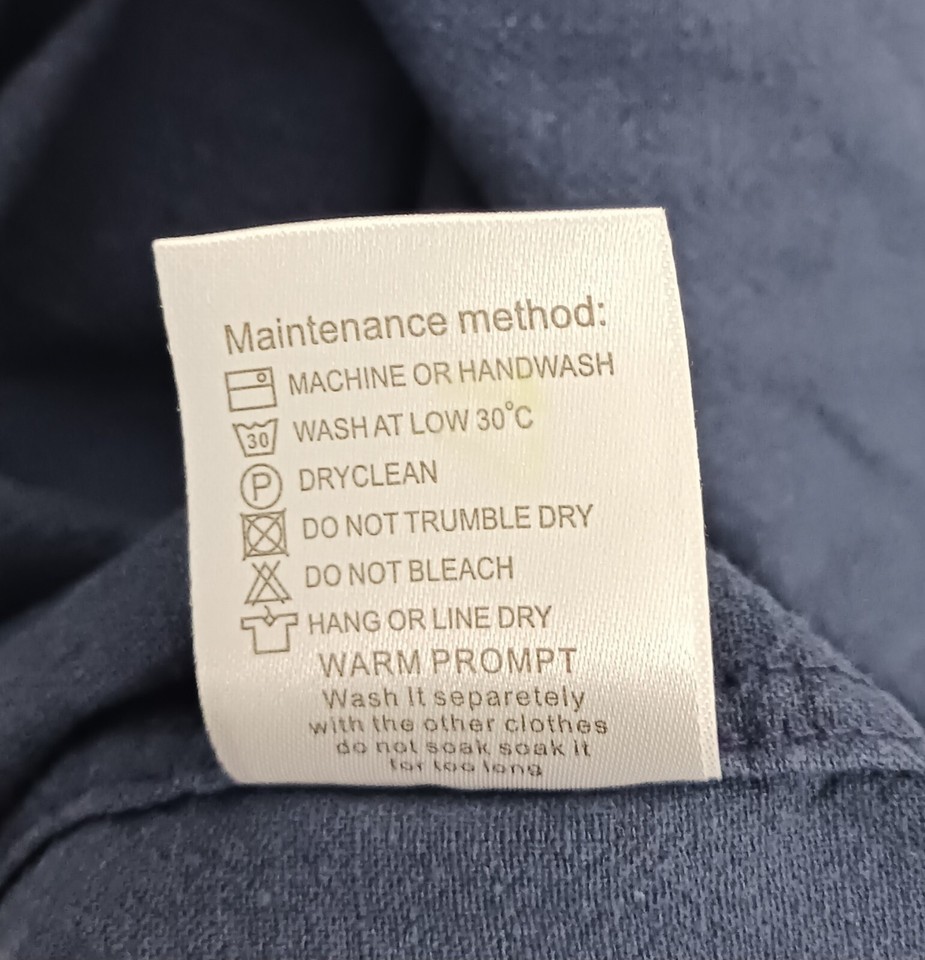 Maintenance method:
MACHINE OR HANDWASH
30 WASH AT LOW 30°C
P DRYCLEAN
DO NOT TRUMBLE DRY
DO NOT BLEACH
HANG OR LINE DRY
WARM PROMPT
Wash It separetely
with the other clothes
do not soak soak it
for too long